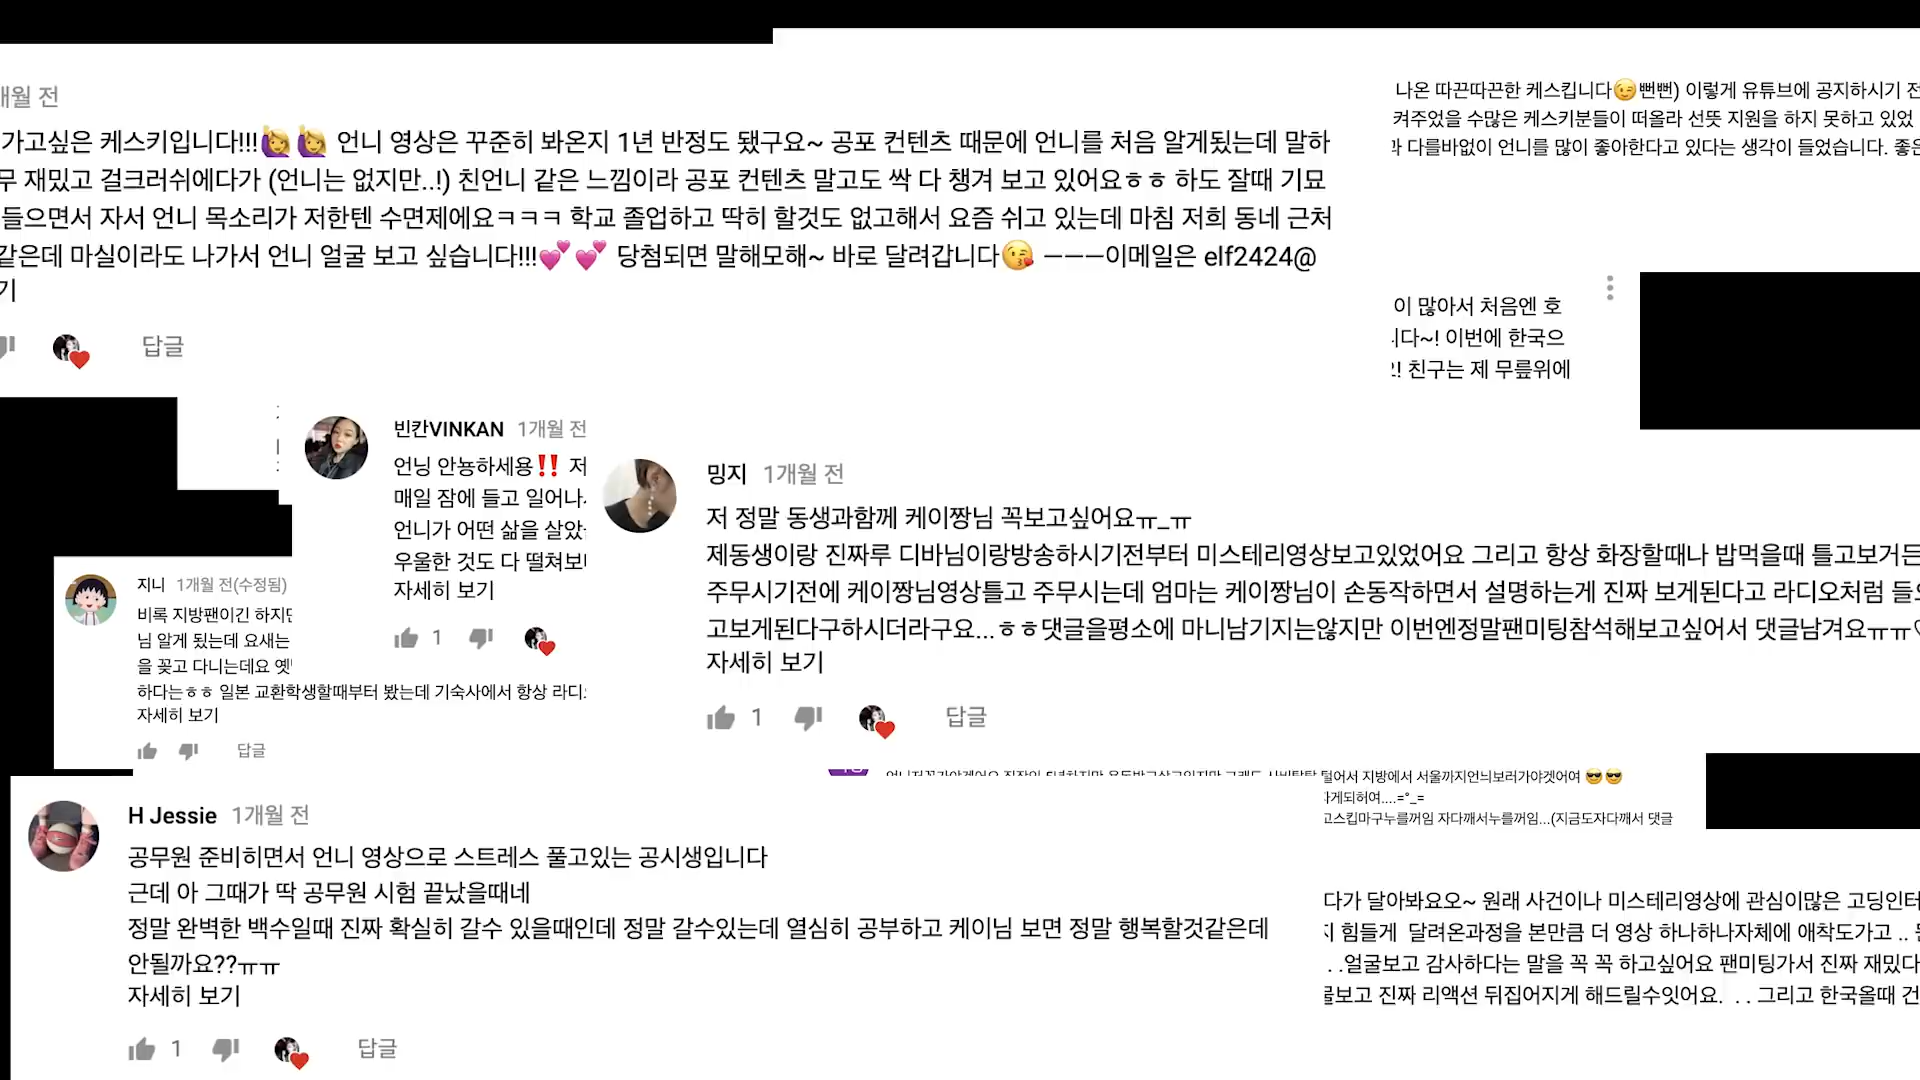 개월 전
가고싶은 케스키입니다!!!🙋🙋 언니 영상은 꾸준히 봐온지 1년 반정도 됐구요~ 공포 컨텐츠 때문에 언니를 처음 알게됬는데 말하
무 재밌고 걸크러쉬에다가 (언니는 없지만..!) 친언니 같은 느낌이라 공포 컨텐츠 말고도 싹 다 챙겨 보고 있어요ㅎㅎ 하도 잘때 기묘
들으면서 자서 언니 목소리가 저한텐 수면제에요ㅋㅋㅋ 학교 졸업하고 딱히 할것도 없고해서 요즘 쉬고 있는데 마침 저희 동네 근처
같은데 마실이라도 나가서 언니 얼굴 보고 싶습니다!!!💕💕 당첨되면 말해모해~ 바로 달려갑니다😘 ———이메일은 elf2424@
기
답글
나온 따끈따끈한 케스킵니다😉뻔뻔) 이렇게 유튜브에 공지하시기 전
켜주었을 수많은 케스키분들이 떠올라 선뜻 지원을 하지 못하고 있었
다를바없이 언니를 많이 좋아한다고 있다는 생각이 들었습니다. 좋은
이 많아서 처음엔 호
니다~! 이번에 한국으
! 친구는 제 무릎위에
빈칸VINKAN 1개월 전
언닝 안뇽하세용‼️ 저
매일 잠에 들고 일어나
언니가 어떤 삶을 살았
우울한 것도 다 떨쳐보
자세히 보기
1
밍지 1개월 전
저 정말 동생과함께 케이짱님 꼭보고싶어요ㅠ_ㅠ
제동생이랑 진짜루 디바님이랑방송하시기전부터 미스테리영상보고있었어요 그리고 항상 화장할때나 밥먹을때 틀고보거든
주무시기전에 케이짱님영상틀고 주무시는데 엄마는 케이짱님이 손동작하면서 설명하는게 진짜 보게된다고 라디오처럼 들으
고보게된다구하시더라구요...ㅎㅎ댓글을평소에 마니남기지는않지만 이번엔정말팬미팅참석해보고싶어서 댓글남겨요ㅠㅠ♡
자세히 보기
1 답글
지니 1개월 전(수정됨)
비록 지방팬이긴 하지만
님 알게 됬는데 요새는
을 꽂고 다니는데요 옛
하다는ㅎㅎ 일본 교환학생할때부터 봤는데 기숙사에서 항상 라디오
자세히 보기
답글
털어서 지방에서 서울까지언늬보러가야겟어여 😎😎
게되허여....=°_=
고스킵마구누를꺼임 자다깨서누를꺼임...(지금도자다깨서 댓글
H Jessie 1개월 전
공무원 준비히면서 언니 영상으로 스트레스 풀고있는 공시생입니다
근데 아 그때가 딱 공무원 시험 끝났을때네
정말 완벽한 백수일때 진짜 확실히 갈수 있을때인데 정말 갈수있는데 열심히 공부하고 케이님 보면 정말 행복할것같은데
안될까요??ㅠㅠ
자세히 보기
1 답글
다가 달아봐요오~ 원래 사건이나 미스테리영상에 관심이많은 고딩인터
지 힘들게 달려온과정을 본만큼 더 영상 하나하나자체에 애착도가고 ..
. .얼굴보고 감사하다는 말을 꼭 꼭 하고싶어요 팬미팅가서 진짜 재밌다
굴보고 진짜 리액션 뒤집어지게 해드릴수잇어요. . . 그리고 한국올때 건